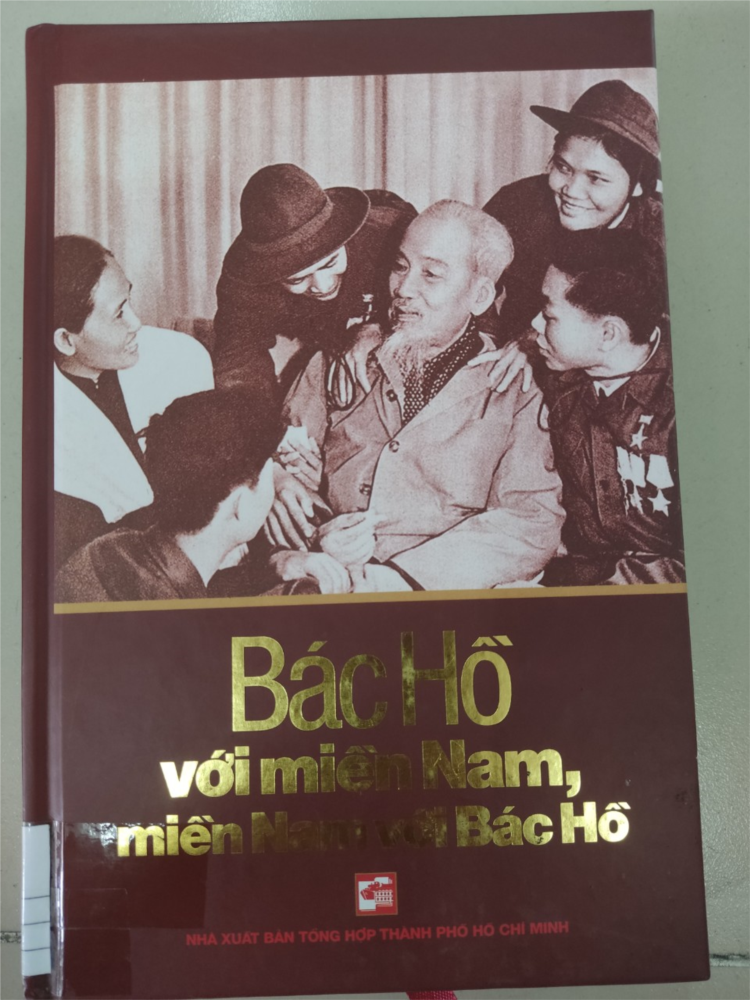 Bác Hồ
với miền Nam,
miền Nam với Bác Hồ
NHÀ XUẤT BẢN TỔNG HỢP THÀNH PHỐ HỒ CHÍ MINH